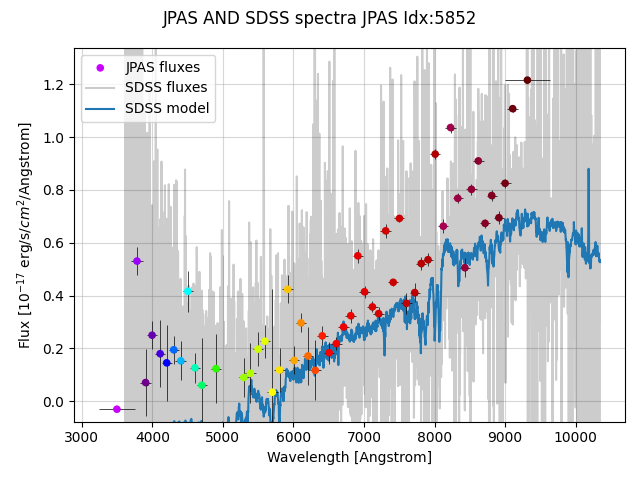 JPAS AND SDSS spectra JPAS Idx:5852
JPAS fluxes
SDSS fluxes
SDSS model
1.2
1.0
0.8
0.6
0.4
0.2
0.0
Flux [10⁻¹⁷ erg/s/cm²/Angstrom]
3000 4000 5000 6000 7000 8000 9000 10000
Wavelength [Angstrom]